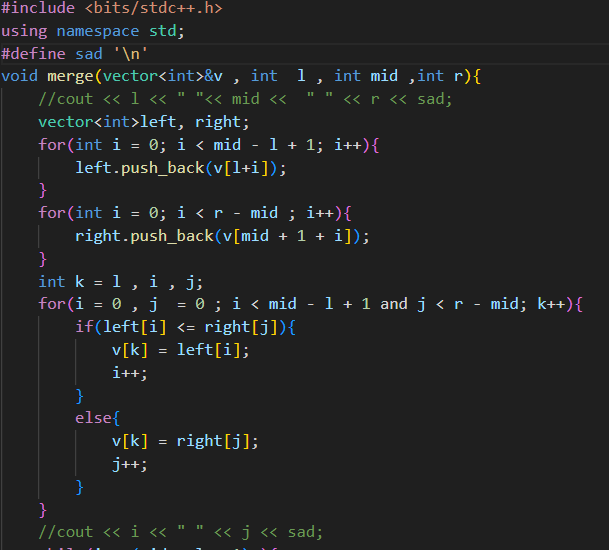 #include <bits/stdc++.h>
using namespace std;
#define sad '\n'
void merge(vector<int>&v , int  l , int mid ,int r){
    //cout << l << " "<< mid <<  " " << r << sad;
    vector<int>left, right;
    for(int i = 0; i < mid - l + 1; i++){
        left.push_back(v[l+i]);
    }
    for(int i = 0; i < r - mid ; i++){
        right.push_back(v[mid + 1 + i]);
    }
    int k = l , i , j;
    for(i = 0 , j  = 0 ; i < mid - l + 1 and j < r - mid; k++){
        if(left[i] <= right[j]){
            v[k] = left[i];
            i++;
        }
        else{
            v[k] = right[j];
            j++;
        }
    }
    //cout << i << " " << j << sad;